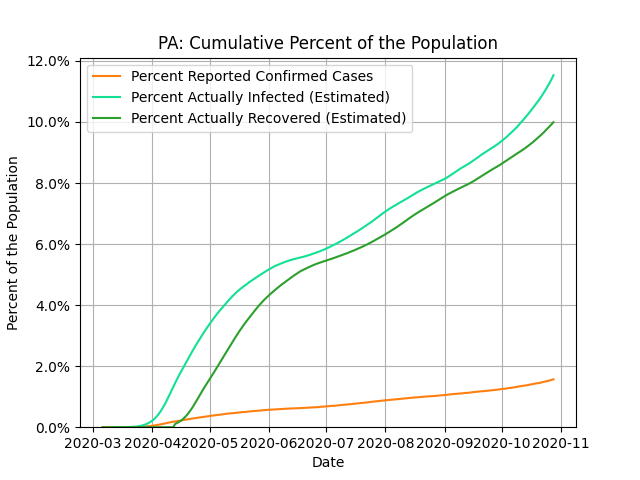 PA: Cumulative Percent of the Population
Percent Reported Confirmed Cases
Percent Actually Infected (Estimated)
Percent Actually Recovered (Estimated)
Percent of the Population
12.0%
10.0%
8.0%
6.0%
4.0%
2.0%
0.0%
2020-03 2020-04 2020-05 2020-06 2020-07 2020-08 2020-09 2020-10 2020-11
Date